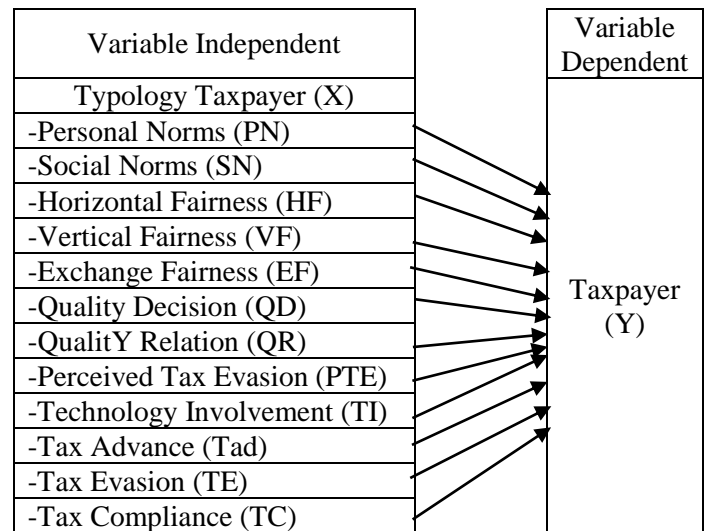 Variable Independent
Typology Taxpayer (X)
-Personal Norms (PN)
-Social Norms (SN)
-Horizontal Fairness (HF)
-Vertical Fairness (VF)
-Exchange Fairness (EF)
-Quality Decision (QD)
-QualitY Relation (QR)
-Perceived Tax Evasion (PTE)
-Technology Involvement (TI)
-Tax Advance (Tad)
-Tax Evasion (TE)
-Tax Compliance (TC)
Variable
Dependent
Taxpayer
(Y)